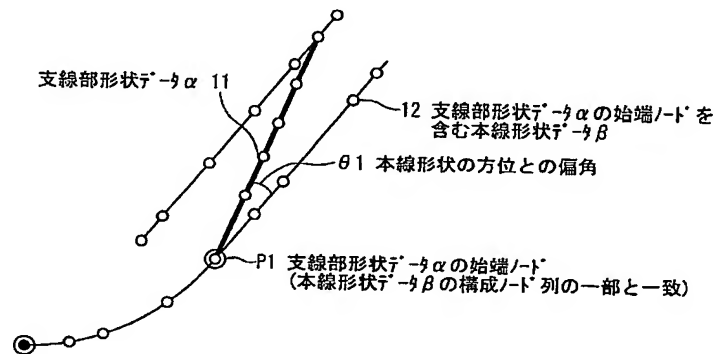 支線部形状データα 11
12 支線部形状データαの始端ノードを
含む本線形状データβ
θ1 本線形状の方位との偏角
P1 支線部形状データαの始端ノード
(本線形状データβの構成ノード列の一部と一致)